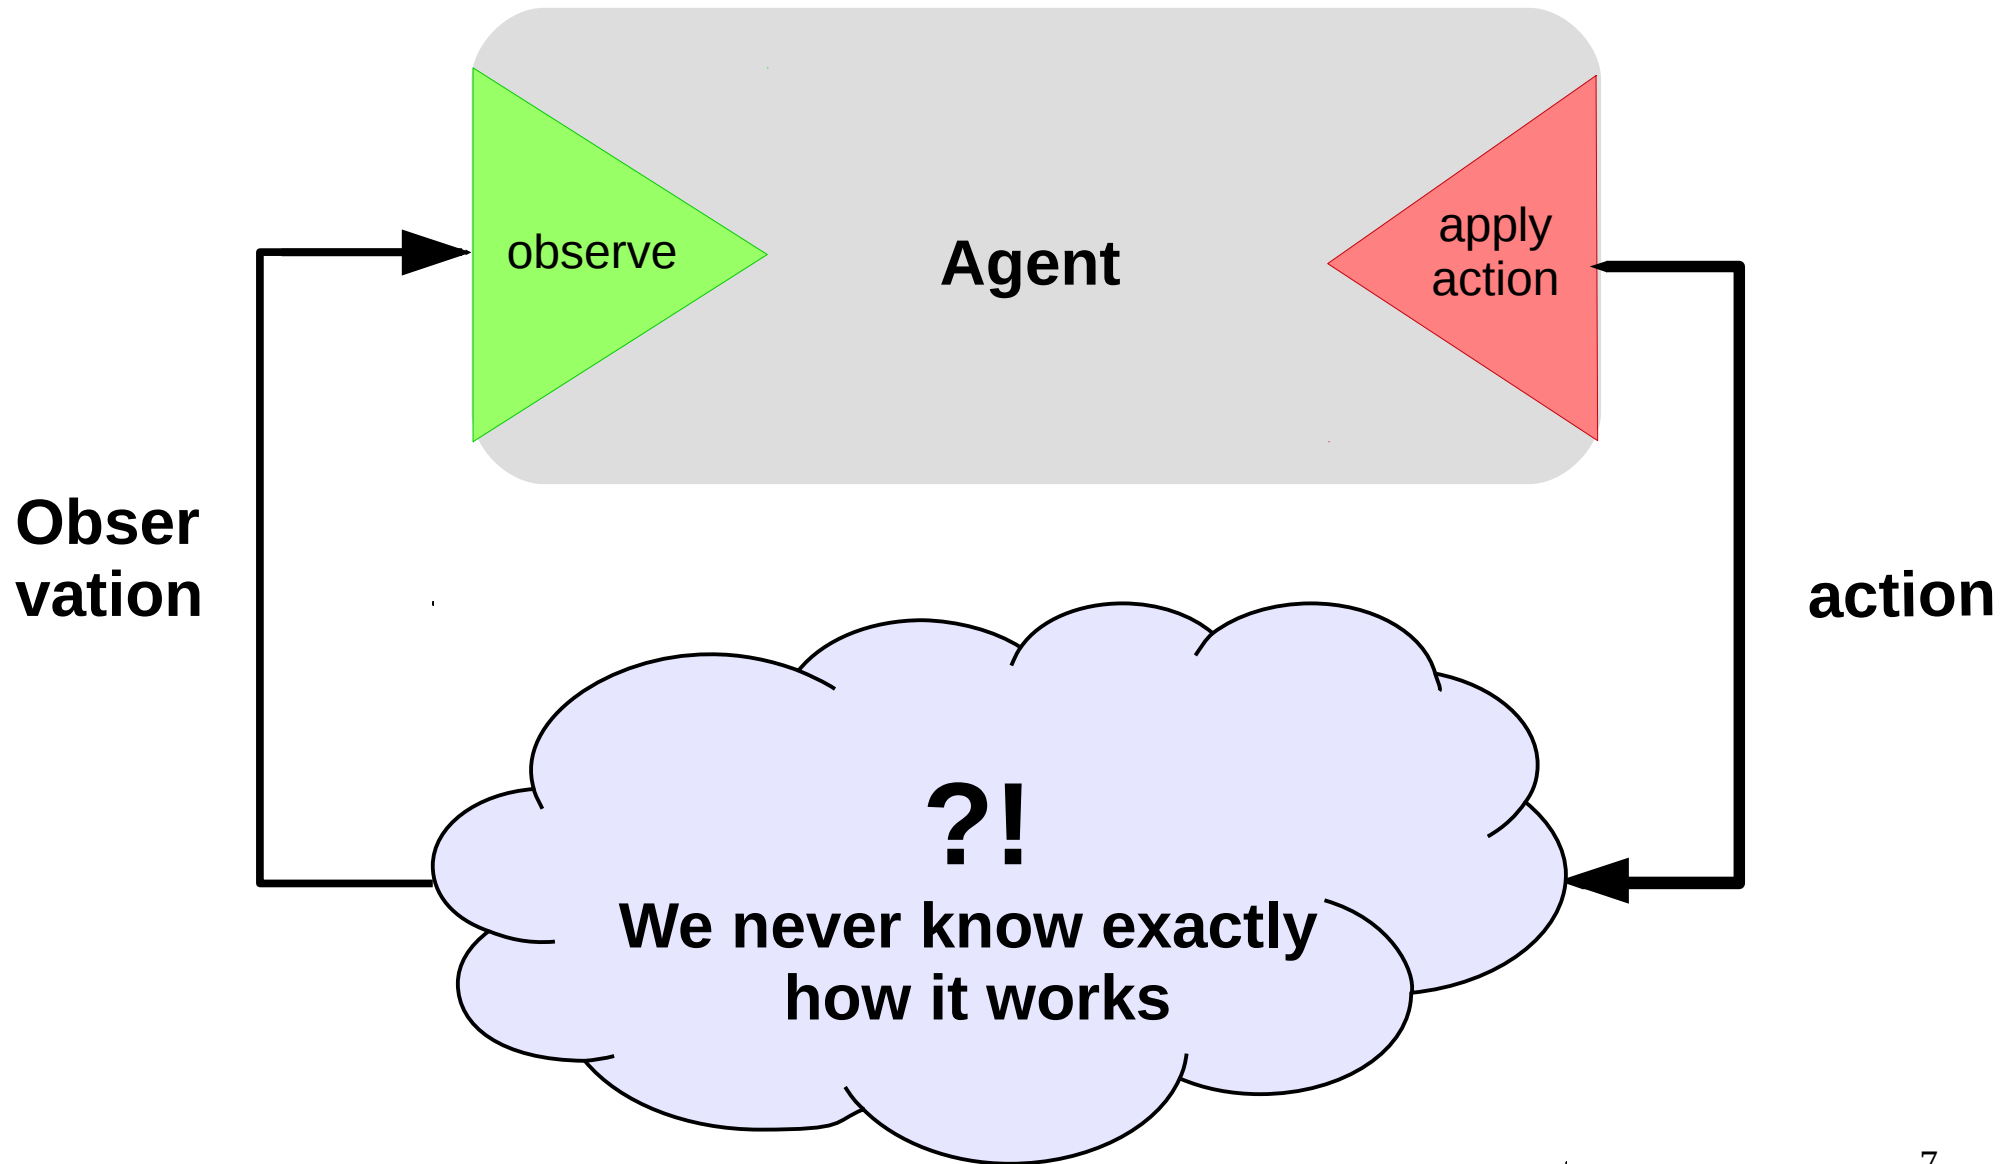 observe
Agent
apply
action
Obser
vation
action
?!
We never know exactly
how it works
7